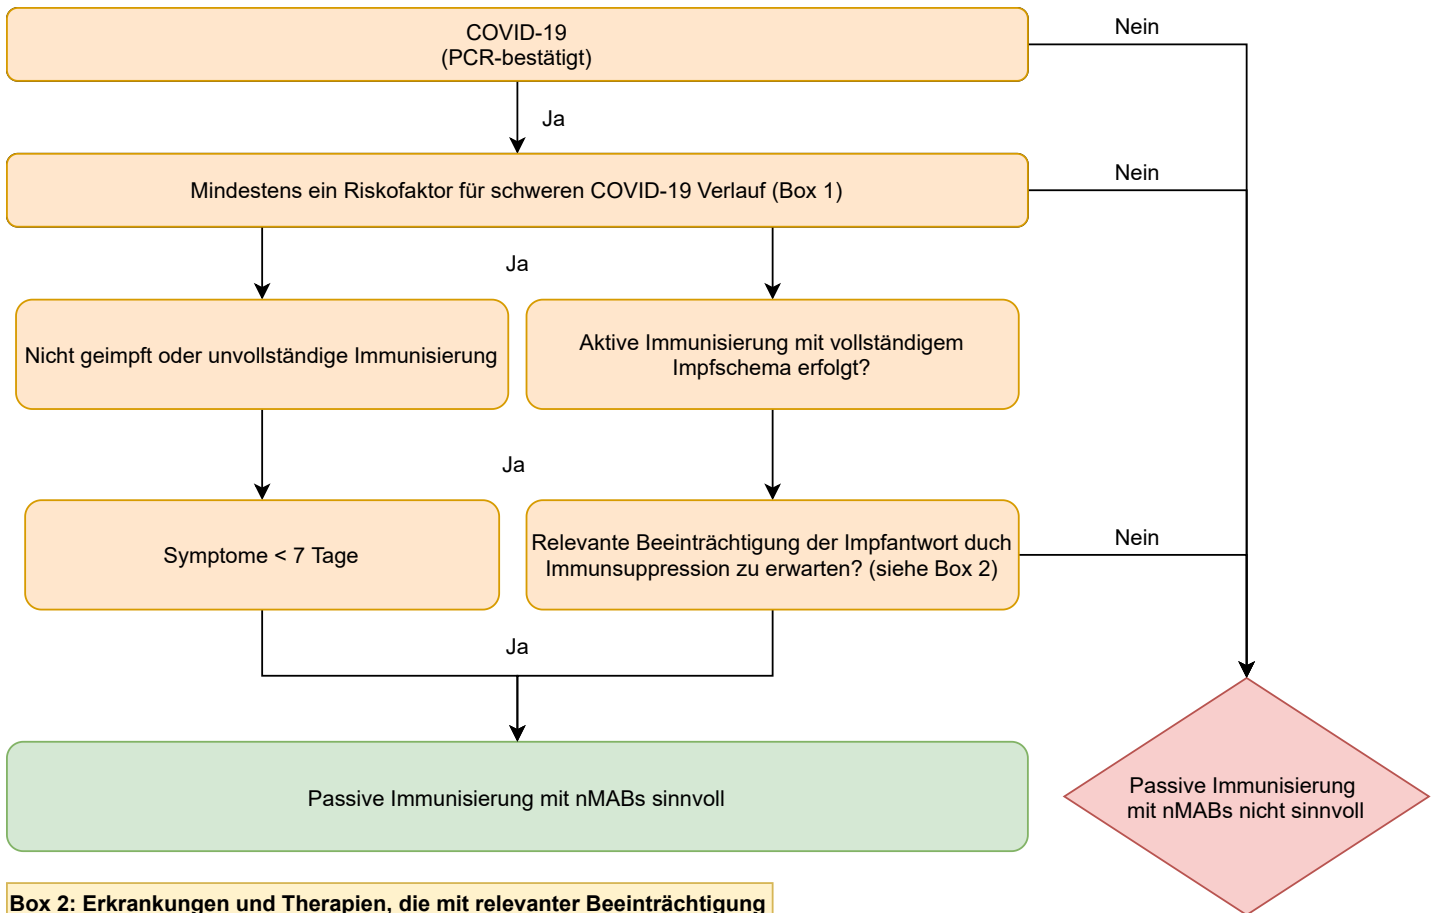 COVID-19
(PCR-bestätigt)
Nein
Ja
Mindestens ein Riskofaktor für schweren COVID-19 Verlauf (Box 1)
Nein
Ja
Nicht geimpft oder unvollständige Immunisierung
Aktive Immunisierung mit vollständigem
Impfschema erfolgt?
Ja
Symptome < 7 Tage
Relevante Beeinträchtigung der Impfantwort duch
Immunsuppression zu erwarten? (siehe Box 2)
Nein
Ja
Passive Immunisierung mit nMABs sinnvoll
Passive Immunisierung
mit nMABs nicht sinnvoll
Box 2: Erkrankungen und Therapien, die mit relevanter Beeinträchtigung